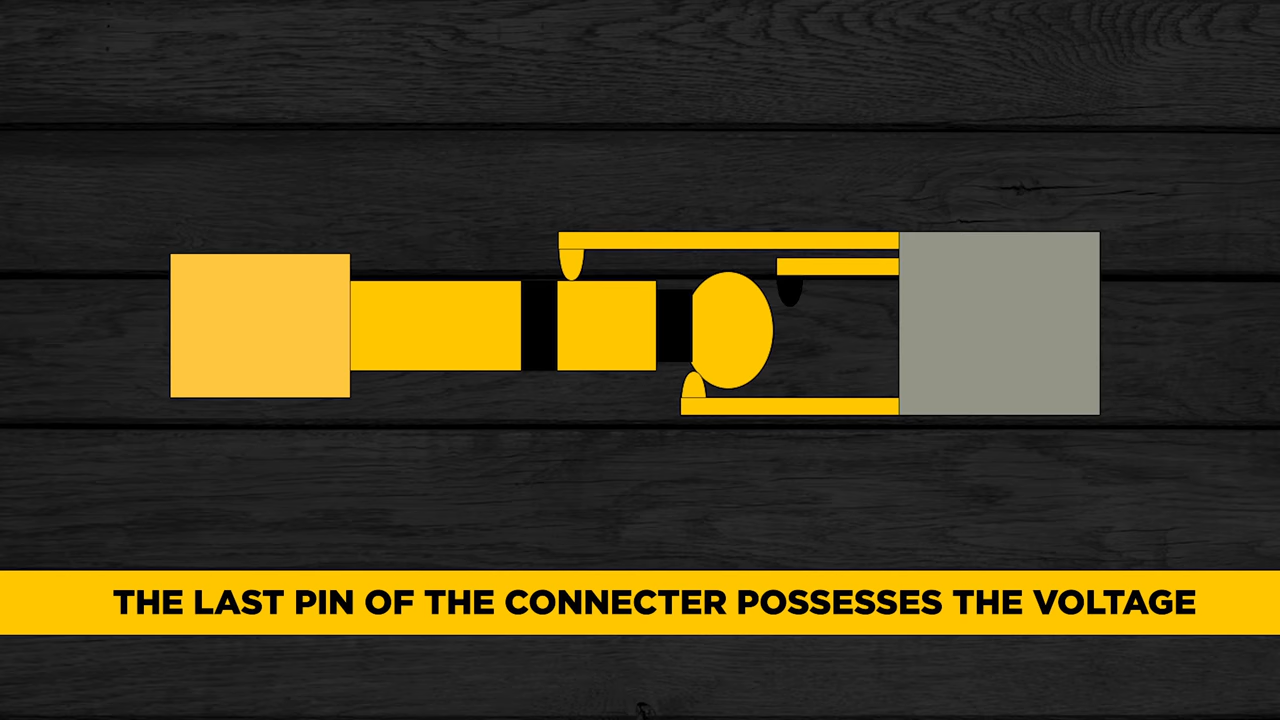 THE LAST PIN OF THE CONNECTER POSSESSES THE VOLTAGE